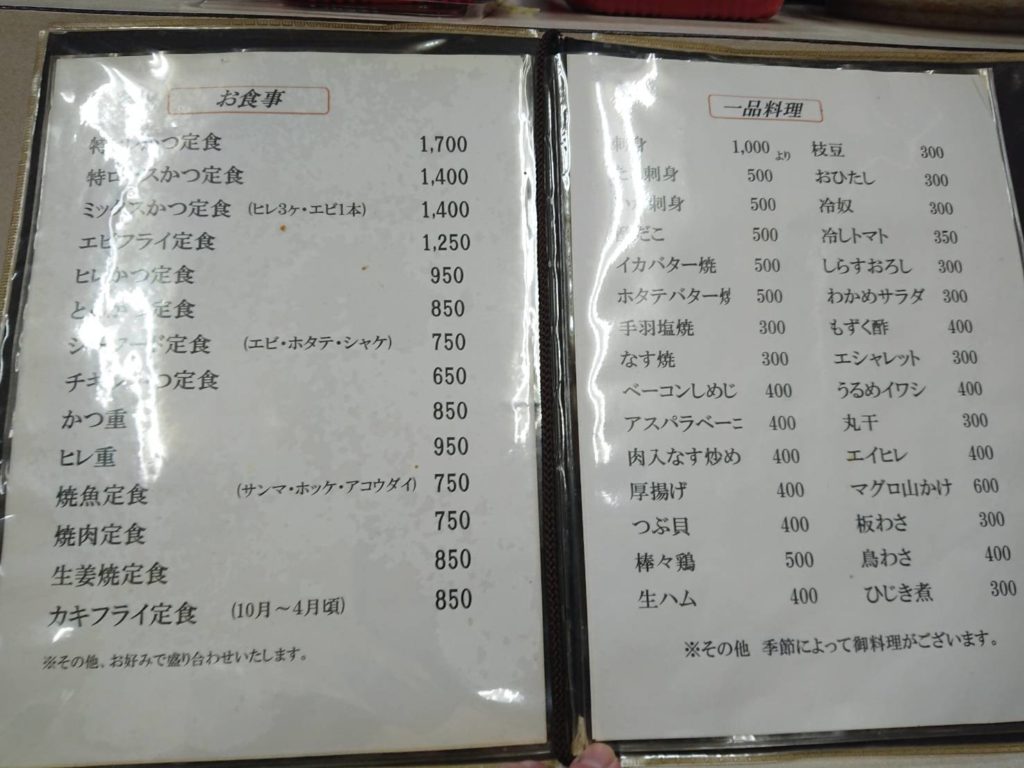 お食事
かつ定食 1,700
特ロースかつ定食 1,400
ミックスかつ定食 (ヒレ3ヶ・エビ1本) 1,400
エビフライ定食 1,250
ヒレかつ定食 950
定食 850
シーフード定食 (エビ・ホタテ・シャケ) 750
チキンかつ定食 650
かつ重 850
ヒレ重 950
焼魚定食 (サンマ・ホッケ・アコウダイ) 750
焼肉定食 750
生姜焼定食 850
カキフライ定食 (10月～4月頃) 850
※その他、お好みで盛り合わせいたします。
一品料理
刺身 1,000 より
刺身 500
刺身 500
だこ 500
イカバター焼 500
ホタテバター焼 500
手羽塩焼 300
なす焼 300
ベーコンしめじ 400
アスパラベーコ 400
肉入なす炒め 400
厚揚げ 400
つぶ貝 400
棒々鶏 500
生ハム 400
枝豆 300
おひたし 300
冷奴 300
冷しトマト 350
しらすおろし 300
わかめサラダ 300
もずく酢 400
エシャレット 300
うるめイワシ 400
丸干 300
エイヒレ 400
マグロ山かけ 600
板わさ 300
鳥わさ 400
ひじき煮 300
※その他 季節によって御料理がございます。